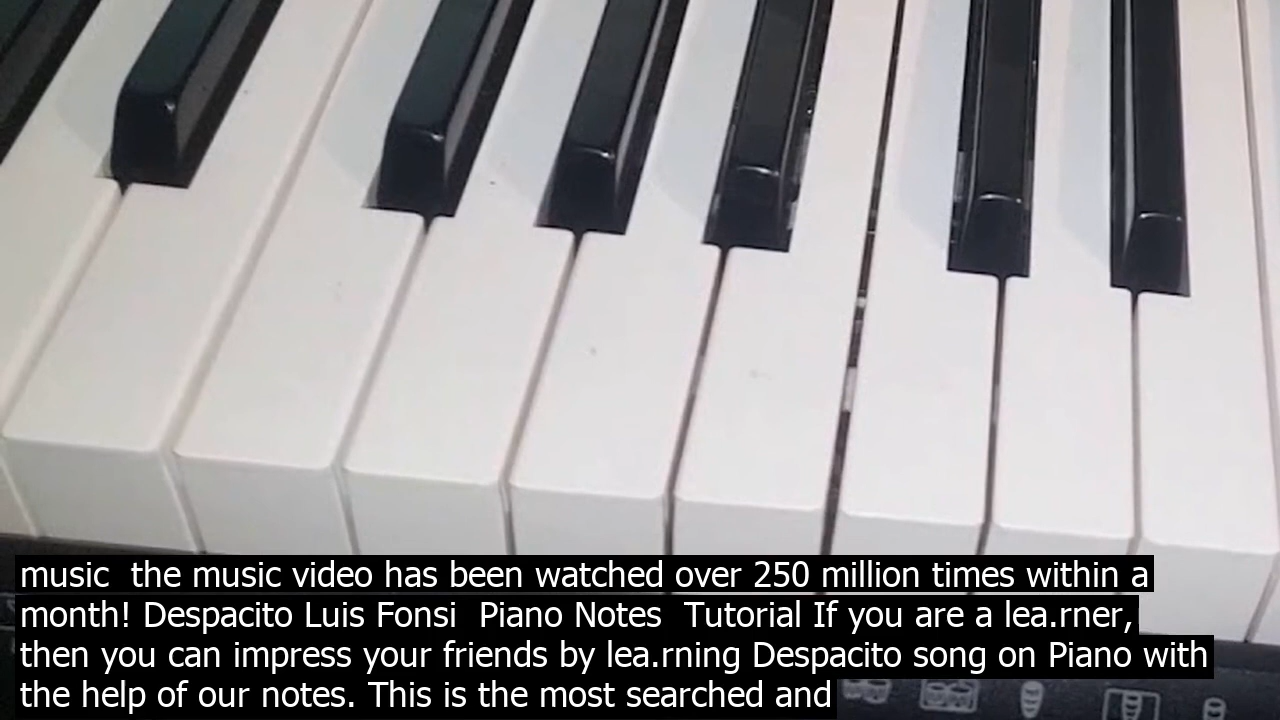 music  the music video has been watched over 250 million times within a
month! Despacito Luis Fonsi  Piano Notes  Tutorial If you are a lea.rner,
then you can impress your friends by lea.rning Despacito song on Piano with
the help of our notes. This is the most searched and